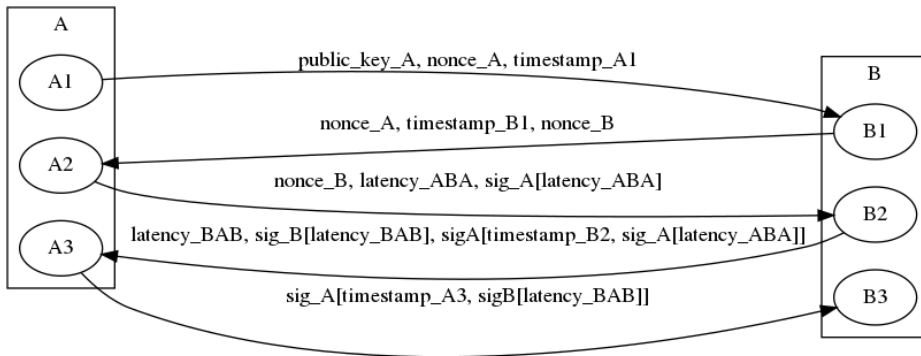 A
public_key_A, nonce_A, timestamp_A1
A1
B
nonce_A, timestamp_B1, nonce_B
B1
A2
nonce_B, latency_ABA, sig_A[latency_ABA]
B2
latency_BAB, sig_B[latency_BAB], sigA[timestamp_B2, sig_A[latency_ABA]]
A3
sig_A[timestamp_A3, sigB[latency_BAB]]
B3